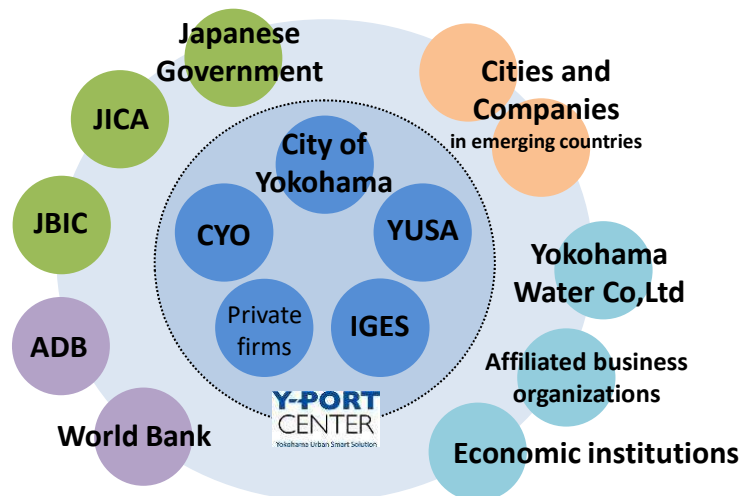 Japanese
Government
JICA
JBIC
ADB
World Bank
City of
Yokohama
CYO
YUSA
Private
firms
IGES
Y-PORT
CENTER
Yokohama Urban Smart Solution
Cities and
Companies
in emerging countries
Yokohama
Water Co,Ltd
Affiliated business
organizations
Economic institutions